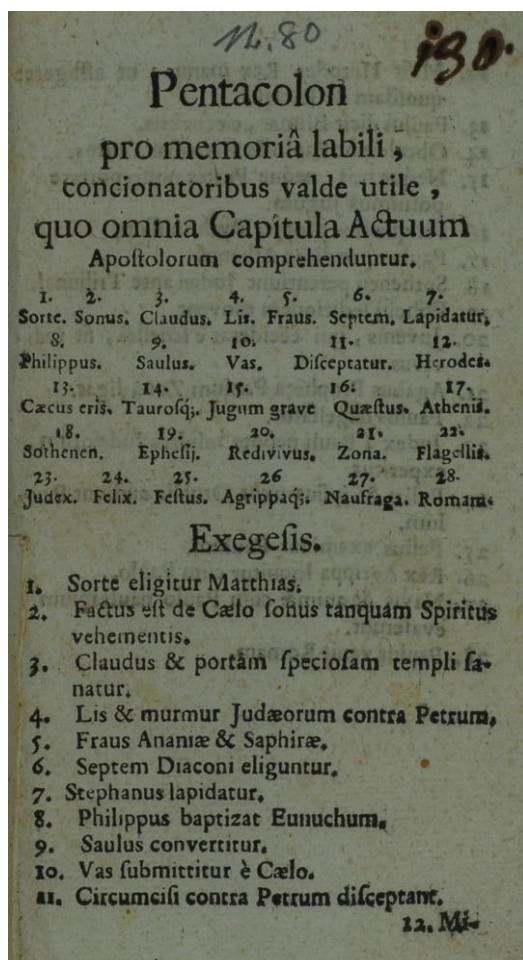 12.80 190.
Pentacolon
pro memoriâ labili,
concionatoribus valde utile,
quo omnia Capitula Actuum
Apoſtolorum comprehenduntur.
1. 2. 3. 4. 5. 6. 7.
Sorte. Sonus. Claudus. Lis. Fraus. Septem. Lapidatur.
8. 9. 10. 11. 12.
Philippus. Saulus. Vas. Diſceptatur. Herodes.
13. 14. 15. 16. 17.
Cæcus eris. Tauroſq́;. Jugum grave Quæſtus. Athenis.
18. 19. 20. 21. 22.
Sothenen. Epheſij. Redivivus. Zona. Flagellis.
23. 24. 25. 26 27. 28.
Judex. Felix. Feſtus. Agrippaq́;. Naufraga. Romam.
Exegeſis.
1. Sorte eligitur Matthias.
2. Factus eſt de Cælo ſonus tanquam Spiritus
vehementis.
3. Claudus & portam ſpecioſam templi ſa-
natur.
4. Lis & murmur Judæorum contra Petrum.
5. Fraus Ananiæ & Saphiræ.
6. Septem Diaconi eliguntur.
7. Stephanus lapidatur.
8. Philippus baptizat Eunuchum.
9. Saulus convertitur.
10. Vas ſubmittitur è Cælo.
11. Circumciſi contra Petrum diſceptant.
12. Mi-